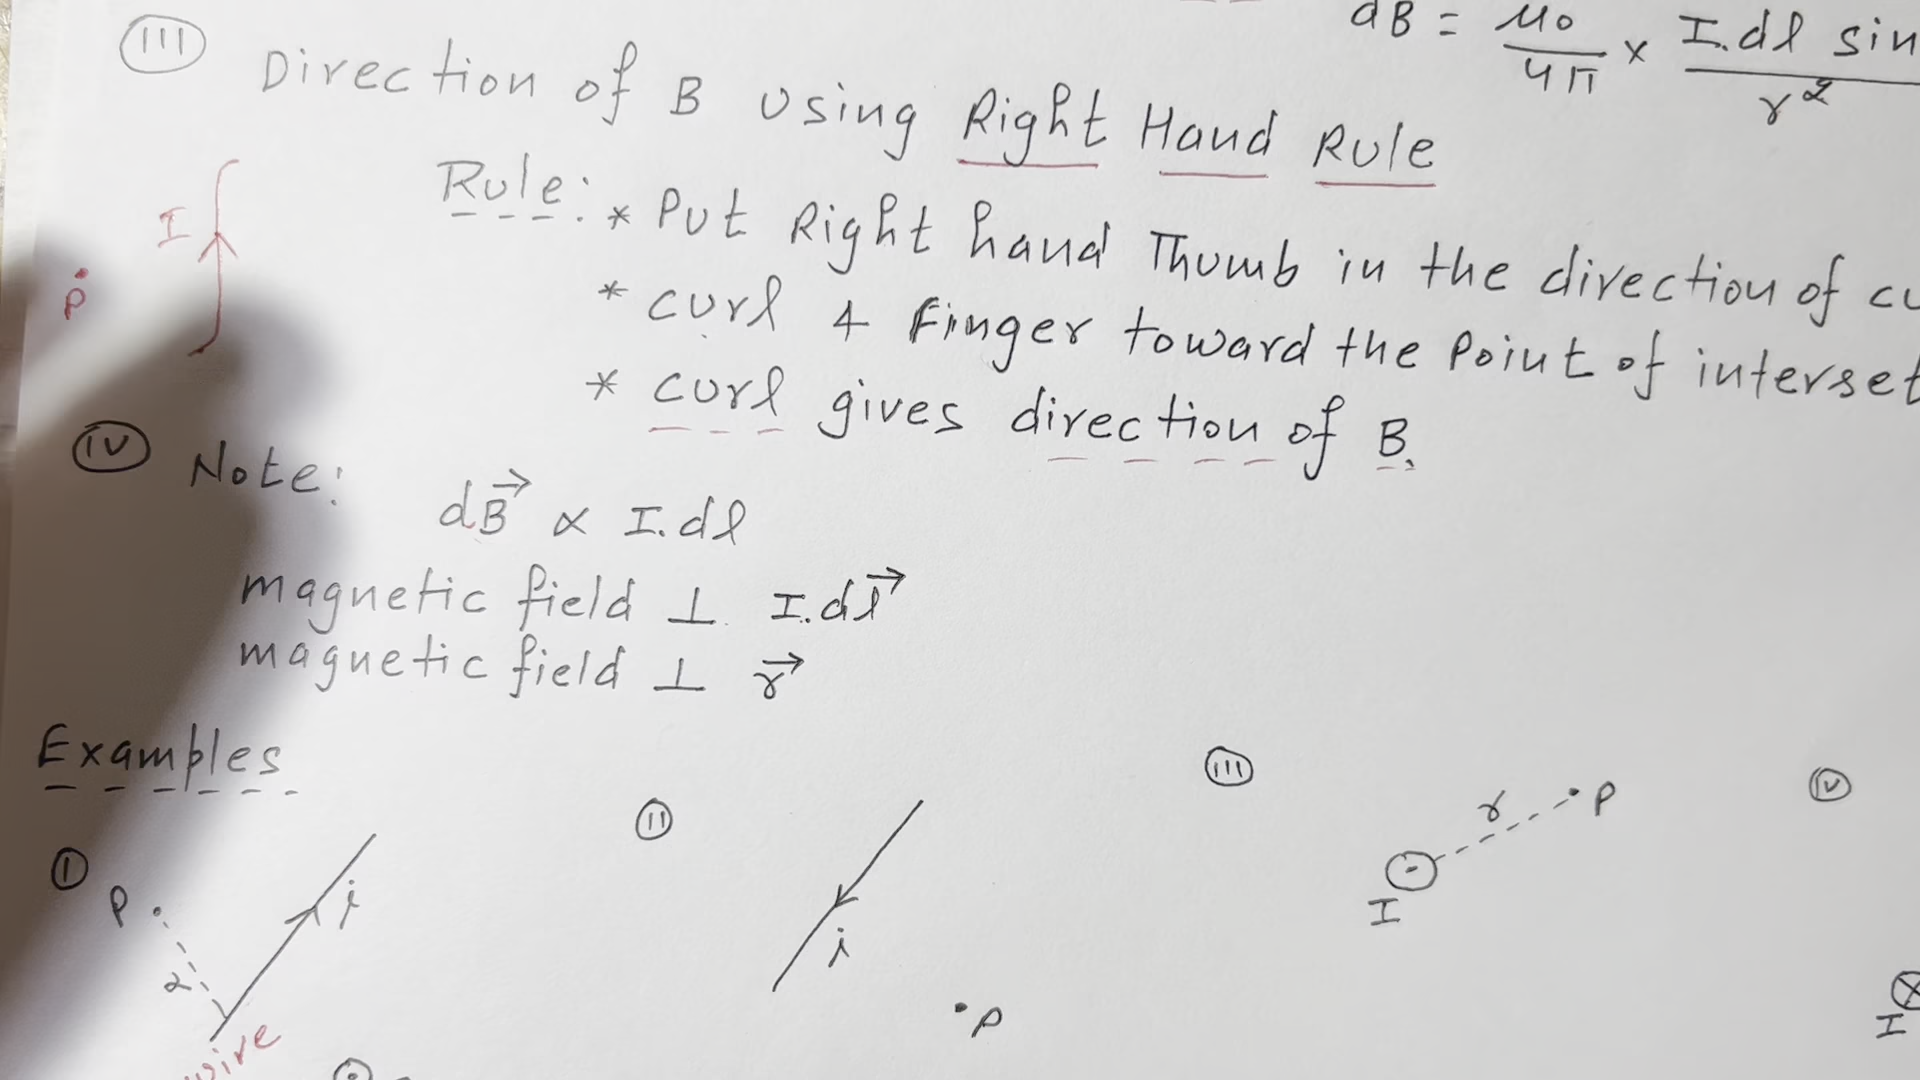 dB = μ₀/4π × I.dl sin/r²
(III) Direction of B using Right Hand Rule
I
P
Rule: * Put Right hand Thumb in the direction of cu
* curl 4 Finger toward the Point of interset
* curl gives direction of B.
(IV) Note:
dB⃗ ∝ I.dl
magnetic field ⊥ I.dl⃗
magnetic field ⊥ r⃗
Examples
(I)
P
i
wire
(II)
i
P
(III)
r
P
I
(IV)
I